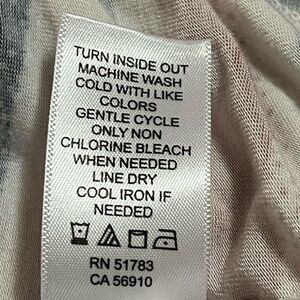 TURN INSIDE OUT
MACHINE WASH
COLD WITH LIKE
COLORS
GENTLE CYCLE
ONLY NON
CHLORINE BLEACH
WHEN NEEDED
LINE DRY
COOL IRON IF
NEEDED
RN 51783
CA 56910